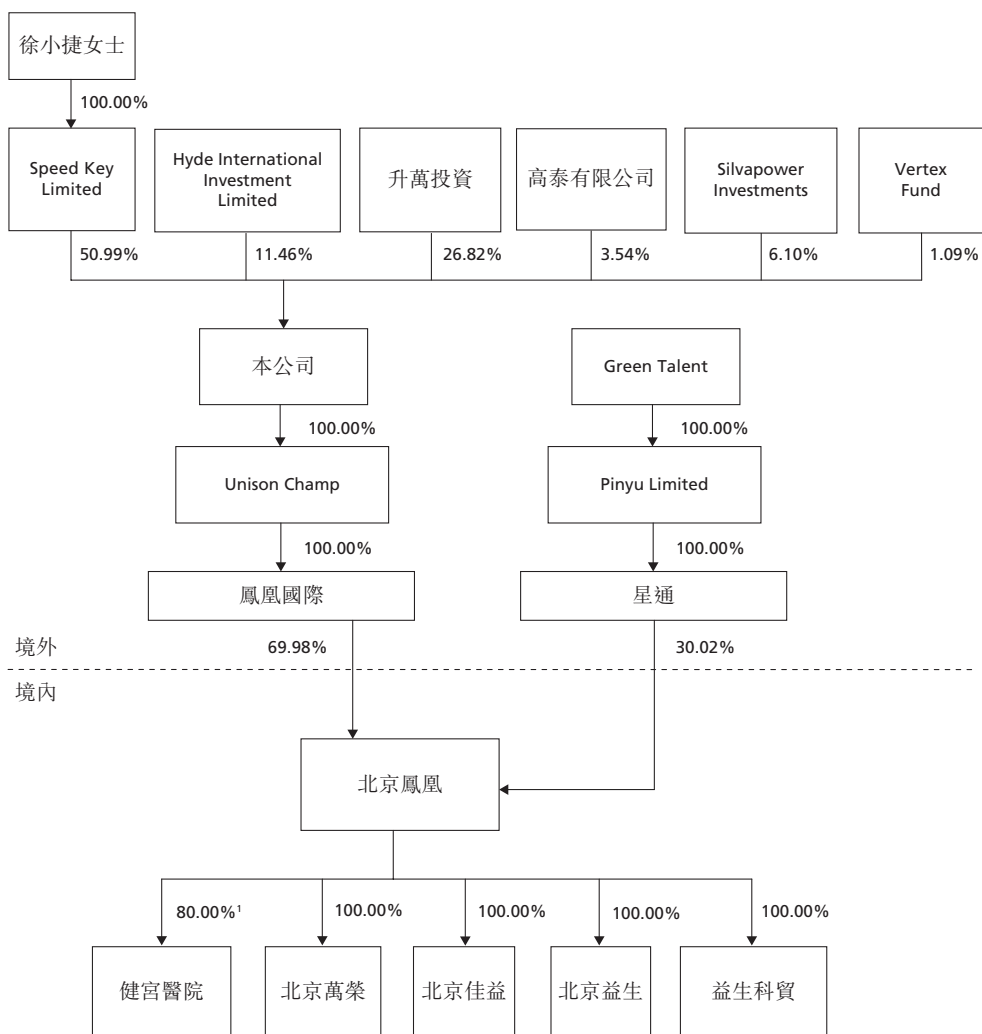 徐小捷女士
100.00%
Speed Key
Limited
Hyde International
Investment
Limited
升萬投資
高泰有限公司
Silvapower
Investments
Vertex
Fund
50.99%
11.46%
26.82%
3.54%
6.10%
1.09%
本公司
Green Talent
100.00%
100.00%
Unison Champ
Pinyu Limited
100.00%
100.00%
鳳凰國際
星通
境外
69.98%
30.02%
境內
北京鳳凰
80.00%¹
100.00%
100.00%
100.00%
100.00%
健宮醫院
北京萬榮
北京佳益
北京益生
益生科貿